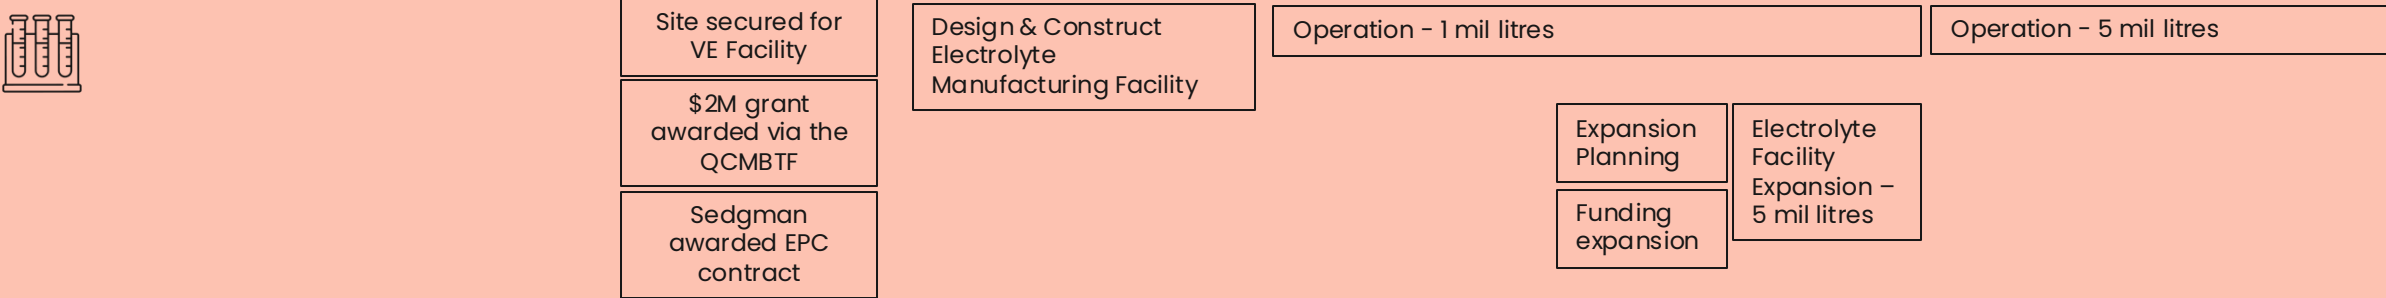 Site secured for
VE Facility
$2M grant
awarded via the
QCMBTF
Sedgman
awarded EPC
contract
Design & Construct
Electrolyte
Manufacturing Facility
Operation - 1 mil litres
Expansion
Planning
Funding
expansion
Electrolyte
Facility
Expansion –
5 mil litres
Operation - 5 mil litres